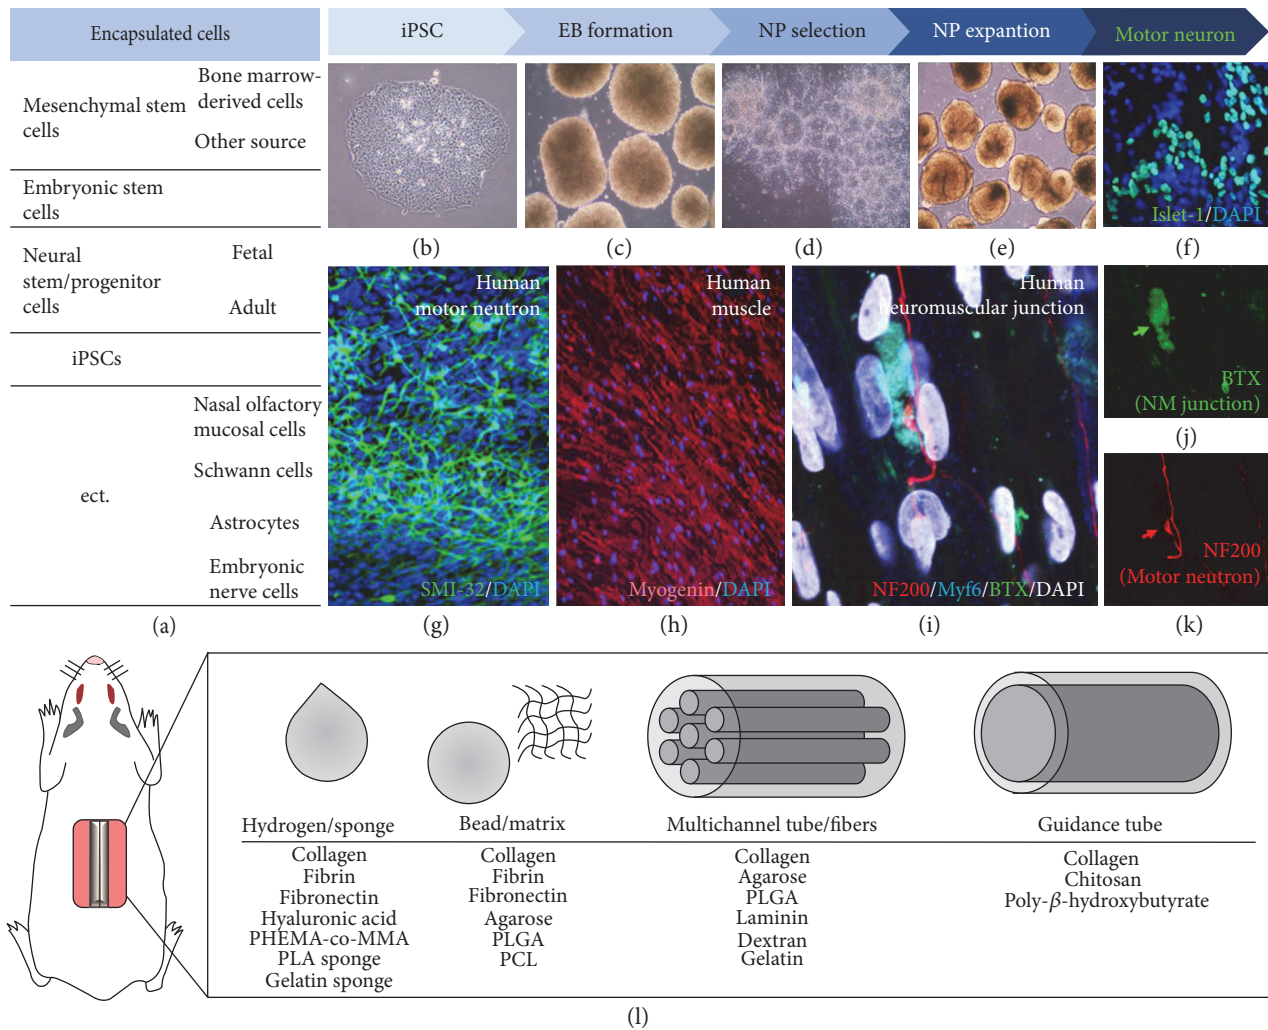 Encapsulated cells
Mesenchymal stem
cells
Bone marrow-
derived cells
Other source
Embryonic stem
cells
Neural
stem/progenitor
cells
Fetal
Adult
iPSCs
ect.
Nasal olfactory
mucosal cells
Schwann cells
Astrocytes
Embryonic
nerve cells
(a)
iPSC
EB formation
NP selection
NP expantion
Motor neuron
Islet-1/DAPI
(b)
(c)
(d)
(e)
(f)
Human
motor neutron
SMI-32/DAPI
(g)
Human
muscle
Myogenin/DAPI
(h)
Human
neuromuscular junction
NF200/Myf6/BTX/DAPI
(i)
BTX
(NM junction)
(j)
NF200
(Motor neutron)
(k)
Hydrogen/sponge
Collagen
Fibrin
Fibronectin
Hyaluronic acid
PHEMA-co-MMA
PLA sponge
Gelatin sponge
Bead/matrix
Collagen
Fibrin
Fibronectin
Agarose
PLGA
PCL
Multichannel tube/fibers
Collagen
Agarose
PLGA
Laminin
Dextran
Gelatin
Guidance tube
Collagen
Chitosan
Poly-β-hydroxybutyrate
(l)